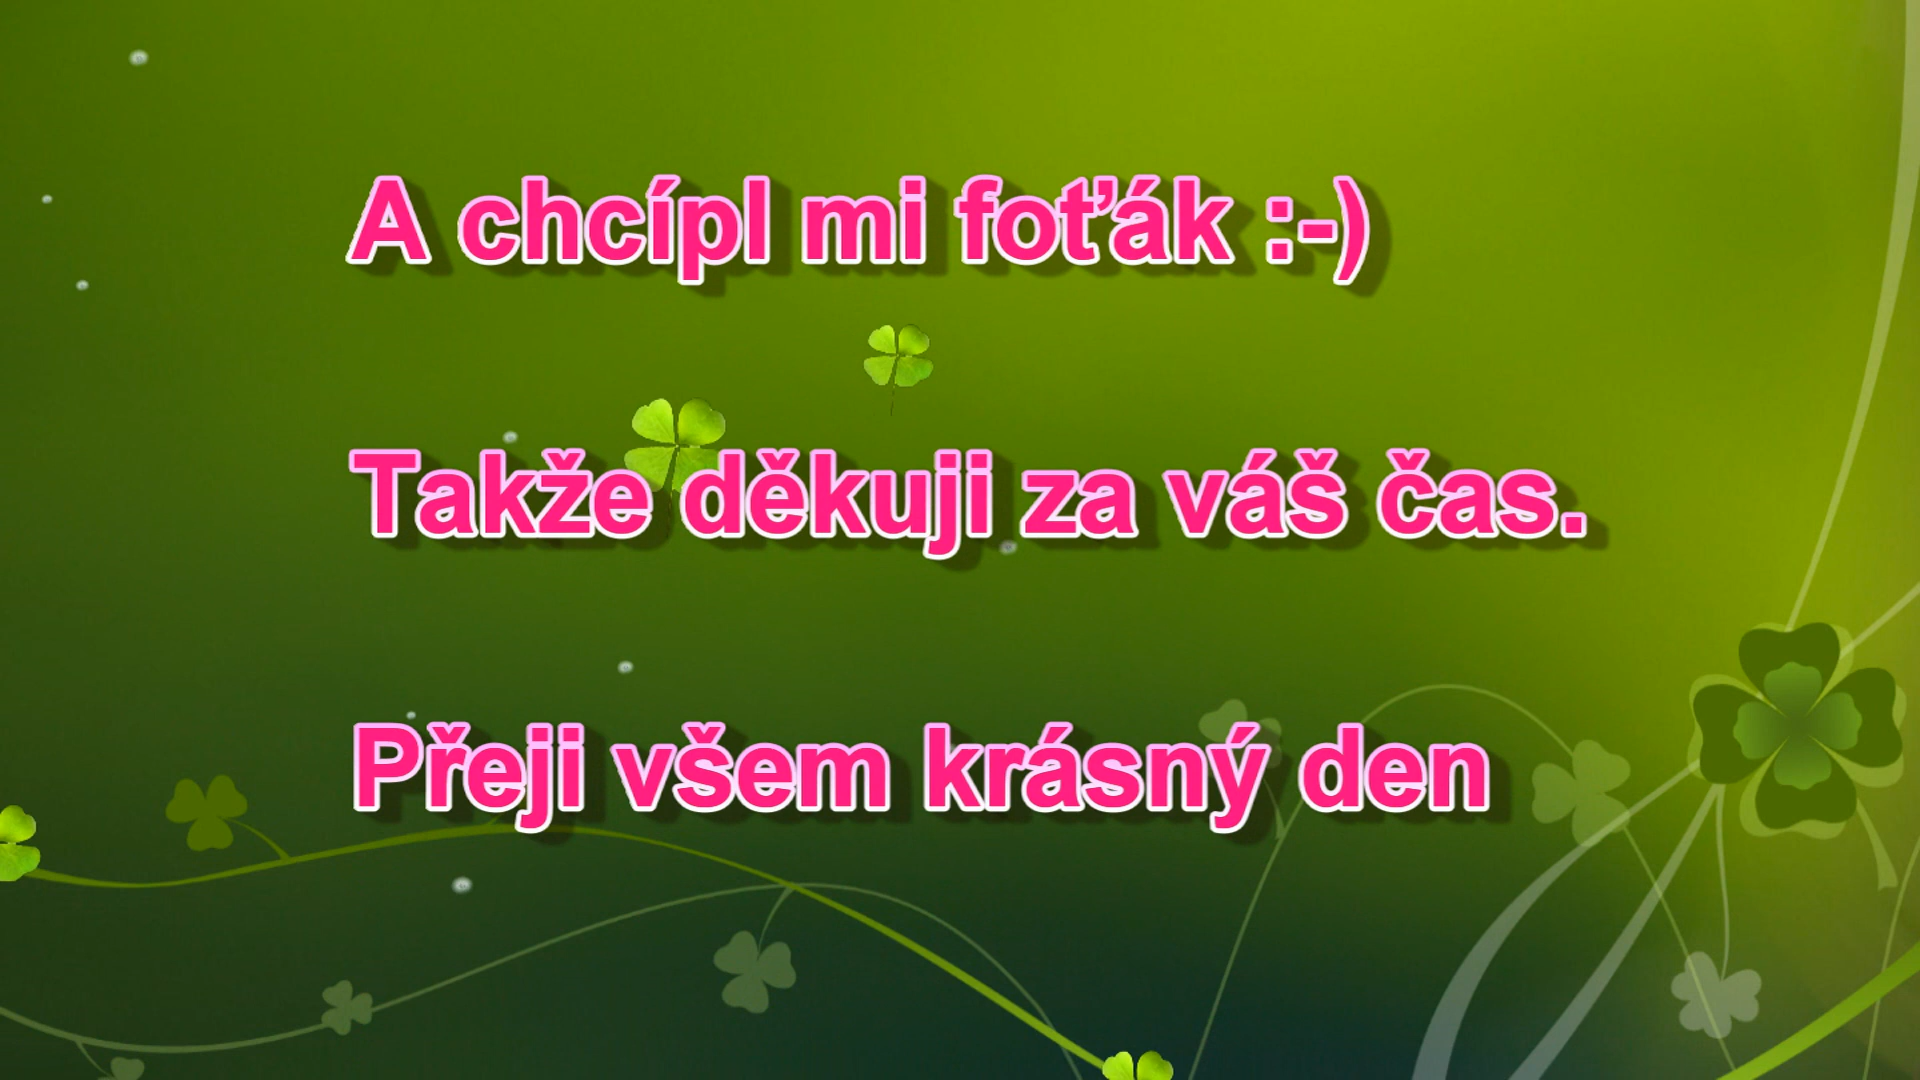 A chcípl mi foťák :-)
Takže děkuji za váš čas.
Přeji všem krásný den